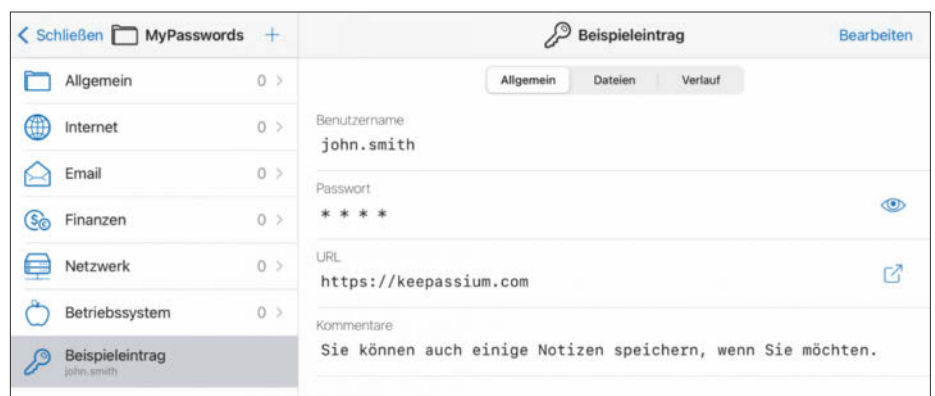 Schließen MyPasswords +
Allgemein 0 >
Internet 0 >
Email 0 >
Finanzen 0 >
Netzwerk 0 >
Betriebssystem 0 >
Beispieleintrag
john.smith
Beispieleintrag Bearbeiten
Allgemein Dateien Verlauf
Benutzername
john.smith
Passwort
* * * *
URL
https://keepassium.com
Kommentare
Sie können auch einige Notizen speichern, wenn Sie möchten.